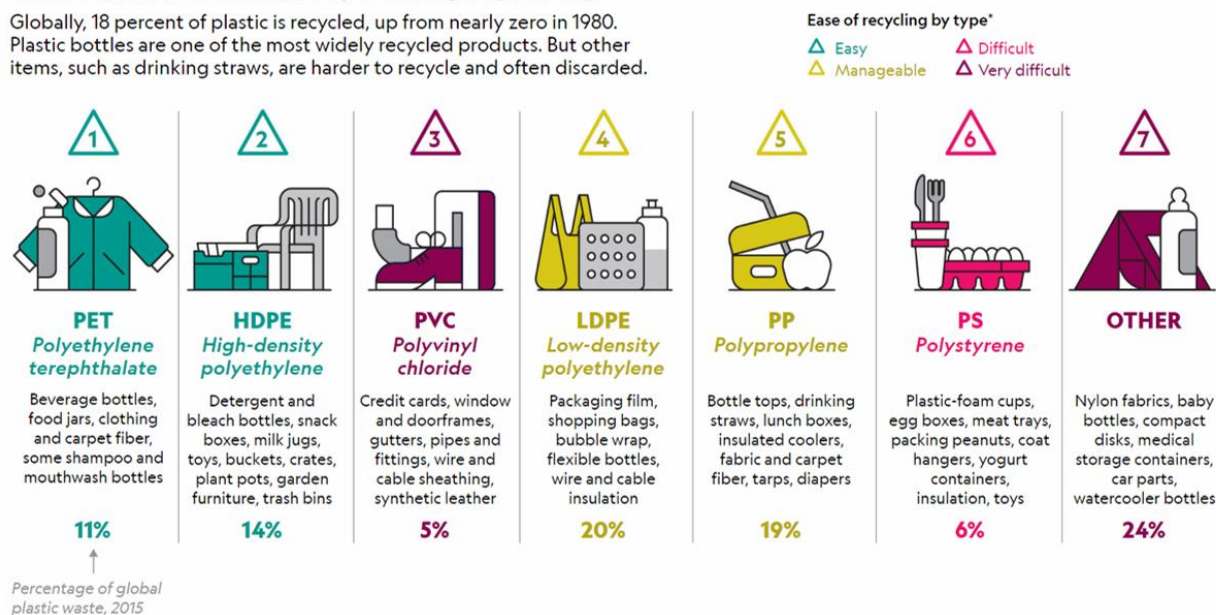 Globally, 18 percent of plastic is recycled, up from nearly zero in 1980.
Plastic bottles are one of the most widely recycled products. But other
items, such as drinking straws, are harder to recycle and often discarded.
Ease of recycling by type*
Easy
Difficult
Manageable
Very difficult
1
PET
Polyethylene
terephthalate
Beverage bottles,
food jars, clothing
and carpet fiber,
some shampoo and
mouthwash bottles
11%
Percentage of global
plastic waste, 2015
2
HDPE
High-density
polyethylene
Detergent and
bleach bottles, snack
boxes, milk jugs,
toys, buckets, crates,
plant pots, garden
furniture, trash bins
14%
3
PVC
Polyvinyl
chloride
Credit cards, window
and doorframes,
gutters, pipes and
fittings, wire and
cable sheathing,
synthetic leather
5%
4
LDPE
Low-density
polyethylene
Packaging film,
shopping bags,
bubble wrap,
flexible bottles,
wire and cable
insulation
20%
5
PP
Polypropylene
Bottle tops, drinking
straws, lunch boxes,
insulated coolers,
fabric and carpet
fiber, tarps, diapers
19%
6
PS
Polystyrene
Plastic-foam cups,
egg boxes, meat trays,
packing peanuts, coat
hangers, yogurt
containers,
insulation, toys
6%
7
OTHER
Nylon fabrics, baby
bottles, compact
disks, medical
storage containers,
car parts,
watercooler bottles
24%